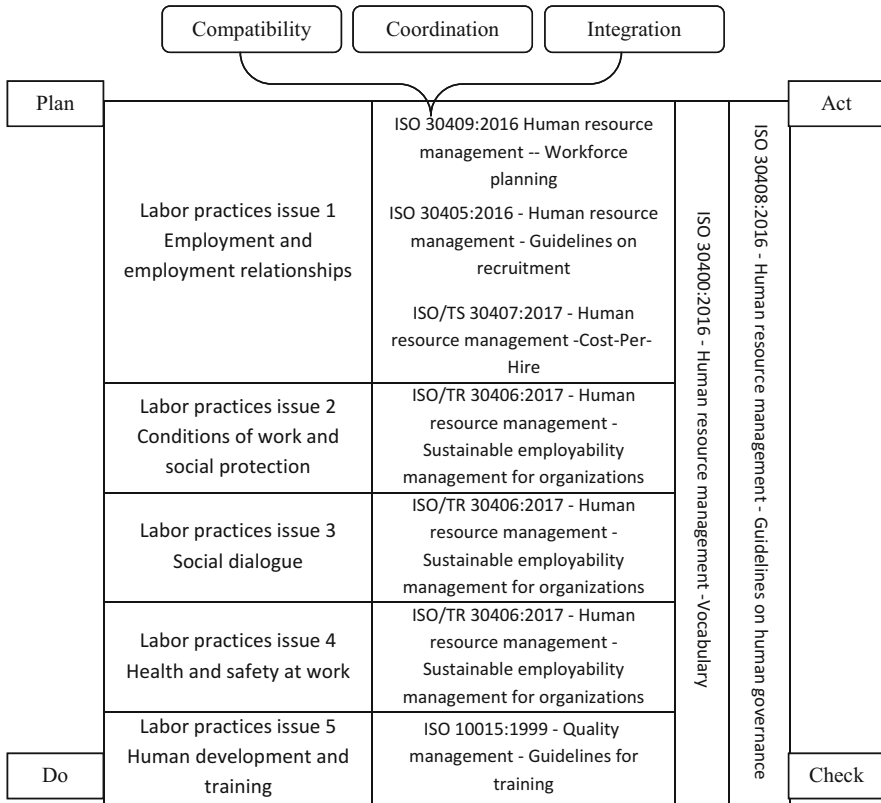 Compatibility
Coordination
Integration
Plan
Act
Labor practices issue 1
Employment and
employment relationships
ISO 30409:2016 Human resource
management -- Workforce
planning
ISO 30405:2016 - Human resource
management - Guidelines on
recruitment
ISO/TS 30407:2017 - Human
resource management -Cost-Per-
Hire
Labor practices issue 2
Conditions of work and
social protection
ISO/TR 30406:2017 - Human
resource management -
Sustainable employability
management for organizations
Labor practices issue 3
Social dialogue
ISO/TR 30406:2017 - Human
resource management -
Sustainable employability
management for organizations
Labor practices issue 4
Health and safety at work
ISO/TR 30406:2017 - Human
resource management -
Sustainable employability
management for organizations
Labor practices issue 5
Human development and
training
ISO 10015:1999 - Quality
management - Guidelines for
training
ISO 30400:2016 - Human resource management -Vocabulary
ISO 30408:2016 - Human resource management - Guidelines on human governance
Do
Check